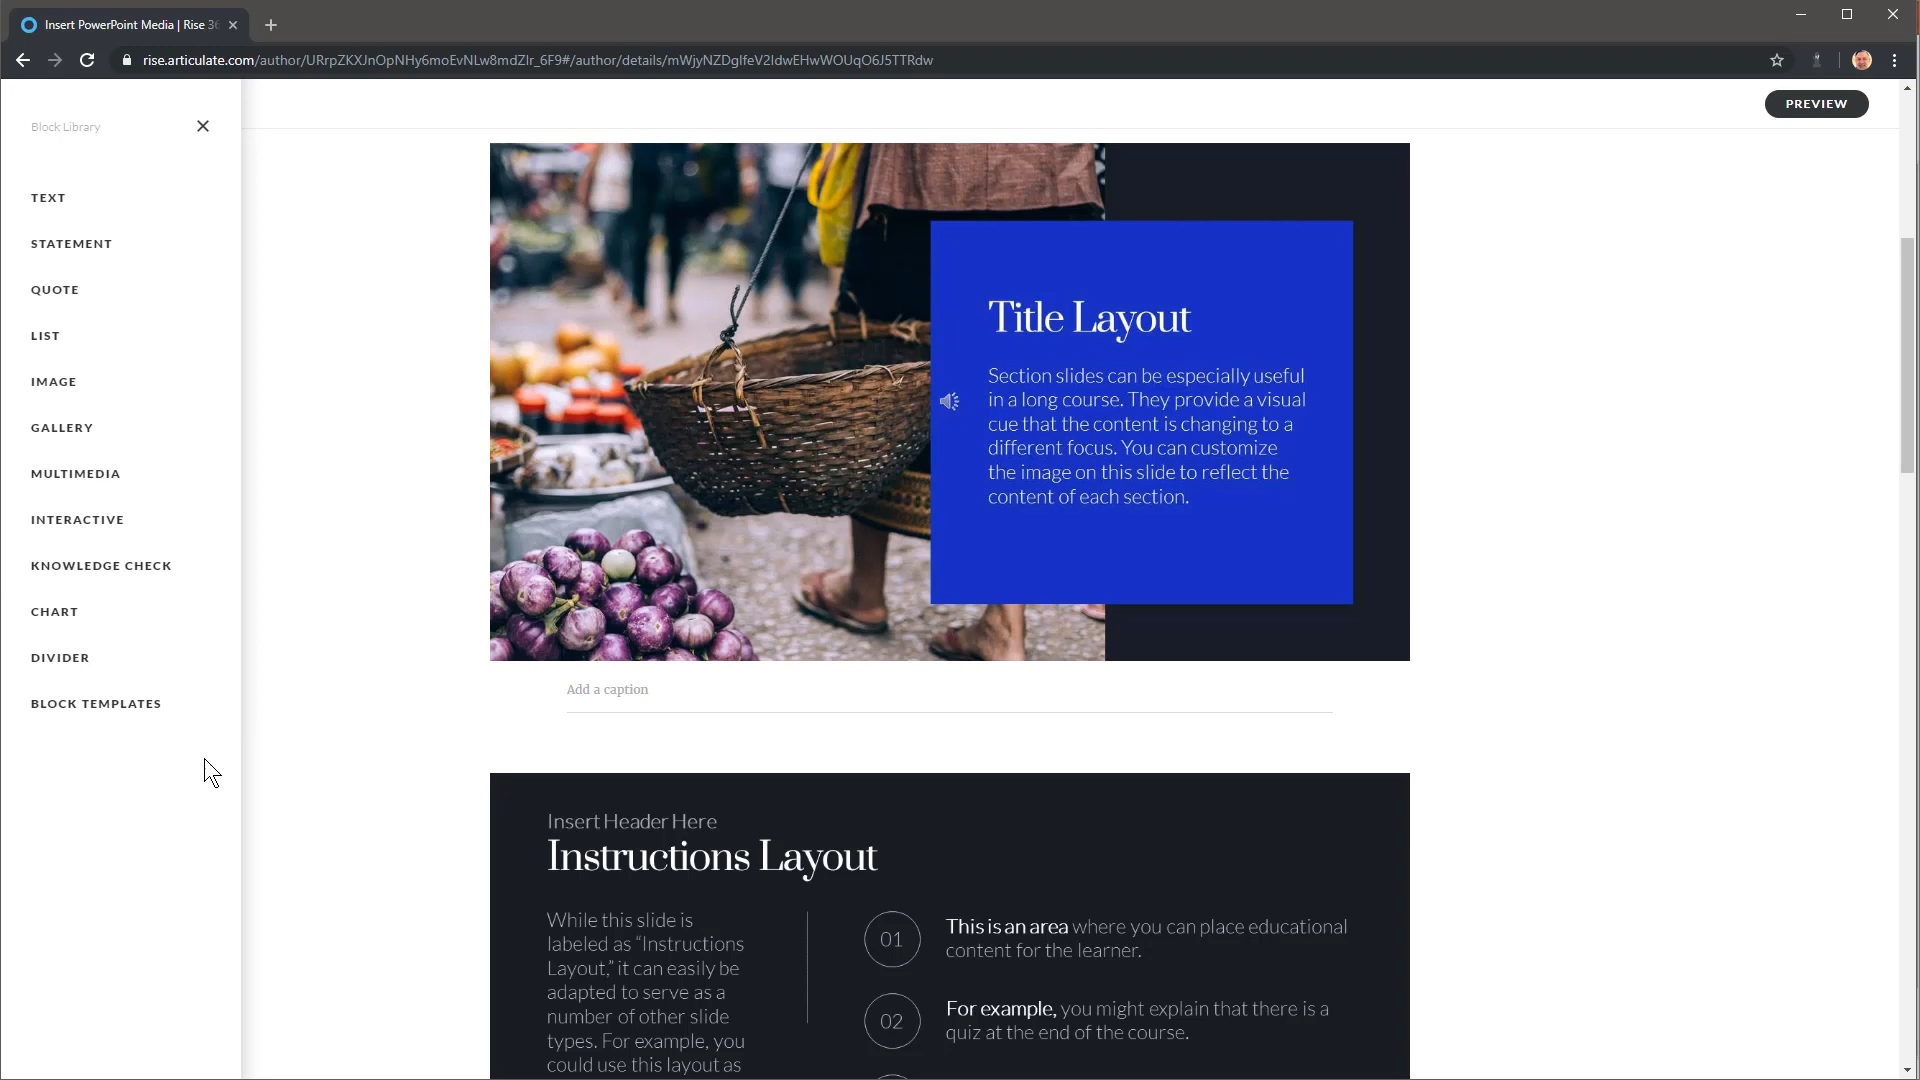 Insert PowerPoint Media | Rise 36
rise.articulate.com/author/URrpZKXJnOpNHy6moEvNLw8mdZlr_6F9#/author/details/mWjyNZDglfeV2ldwEHwWOUqO6J5TTRdw
Block Library
PREVIEW
TEXT
STATEMENT
QUOTE
LIST
IMAGE
GALLERY
MULTIMEDIA
INTERACTIVE
KNOWLEDGE CHECK
CHART
DIVIDER
BLOCK TEMPLATES
Title Layout
Section slides can be especially useful
in a long course. They provide a visual
cue that the content is changing to a
different focus. You can customize
the image on this slide to reflect the
content of each section.
Add a caption
Insert Header Here
Instructions Layout
While this slide is
labeled as “Instructions
Layout,” it can easily be
adapted to serve as a
number of other slide
types. For example, you
could use this layout as
01
This is an area where you can place educational
content for the learner.
02
For example, you might explain that there is a
quiz at the end of the course.